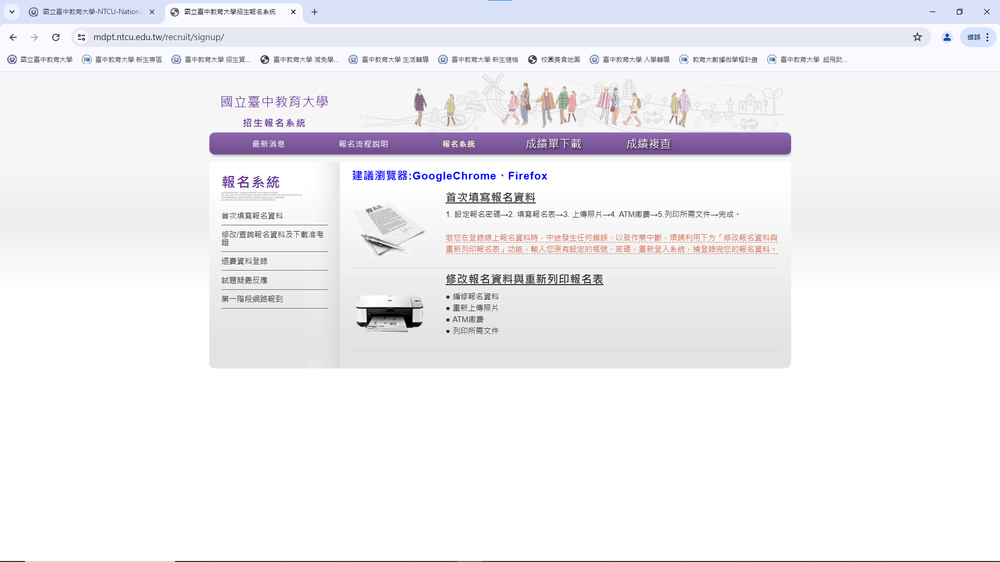 國立臺中教育大學-NTCU-Nationa
國立臺中教育大學招生報名系統
mdpt.ntcu.edu.tw/recruit/signup/
錯誤
國立臺中教育大學
臺中教育大學 新生專區
臺中教育大學 招生資...
臺中教育大學 減免學...
臺中教育大學 生活輔導
臺中教育大學 新生健檢
校園美食地圖
臺中教育大學 入學輔導
教育大數據微學程計畫
臺中教育大學 起飛助...
國立臺中教育大學
招生報名系統
最新消息
報名流程說明
報名系統
成績單下載
成績複查
報名系統
首次填寫報名資料
修改/查詢報名資料及下載准考
證
退費資料登錄
試題疑義反應
第一階段網路報到
建議瀏覽器:GoogleChrome、Firefox
報名表
首次填寫報名資料
1. 設定報名密碼→2. 填寫報名表→3. 上傳照片→4. ATM繳費→5.列印所需文件→完成。
若您在登錄線上報名資料時，中途發生任何錯誤，以致作業中斷，煩請利用下方「修改報名資料與
重新列印報名表」功能，輸入您原有設定的帳號、密碼，重新登入系統，補登錄完您的報名資料。
修改報名資料與重新列印報名表
● 編修報名資料
● 重新上傳照片
● ATM繳費
● 列印所需文件